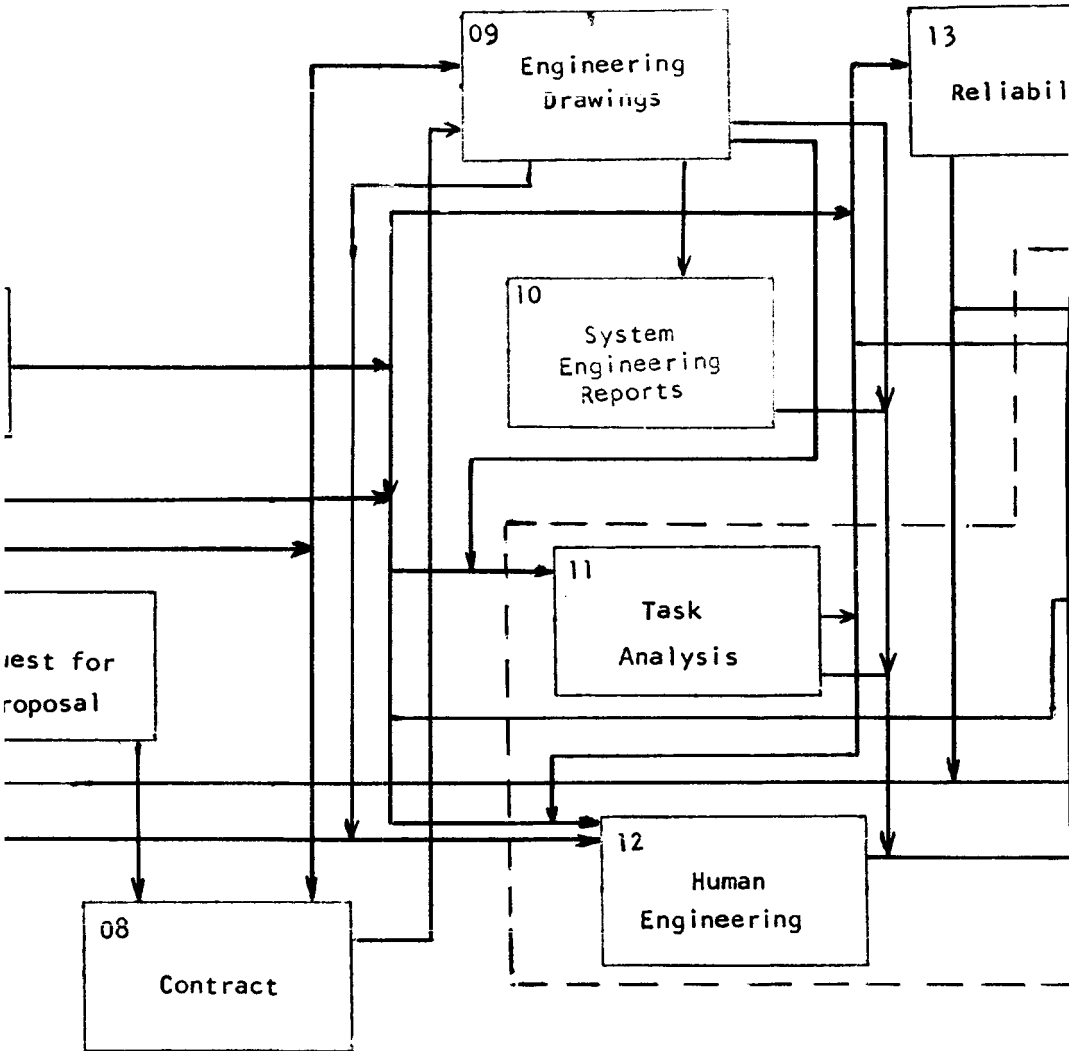 09
Engineering
Drawings
13
Reliabil
10
System
Engineering
Reports
11
Task
Analysis
uest for
roposal
12
Human
Engineering
08
Contract